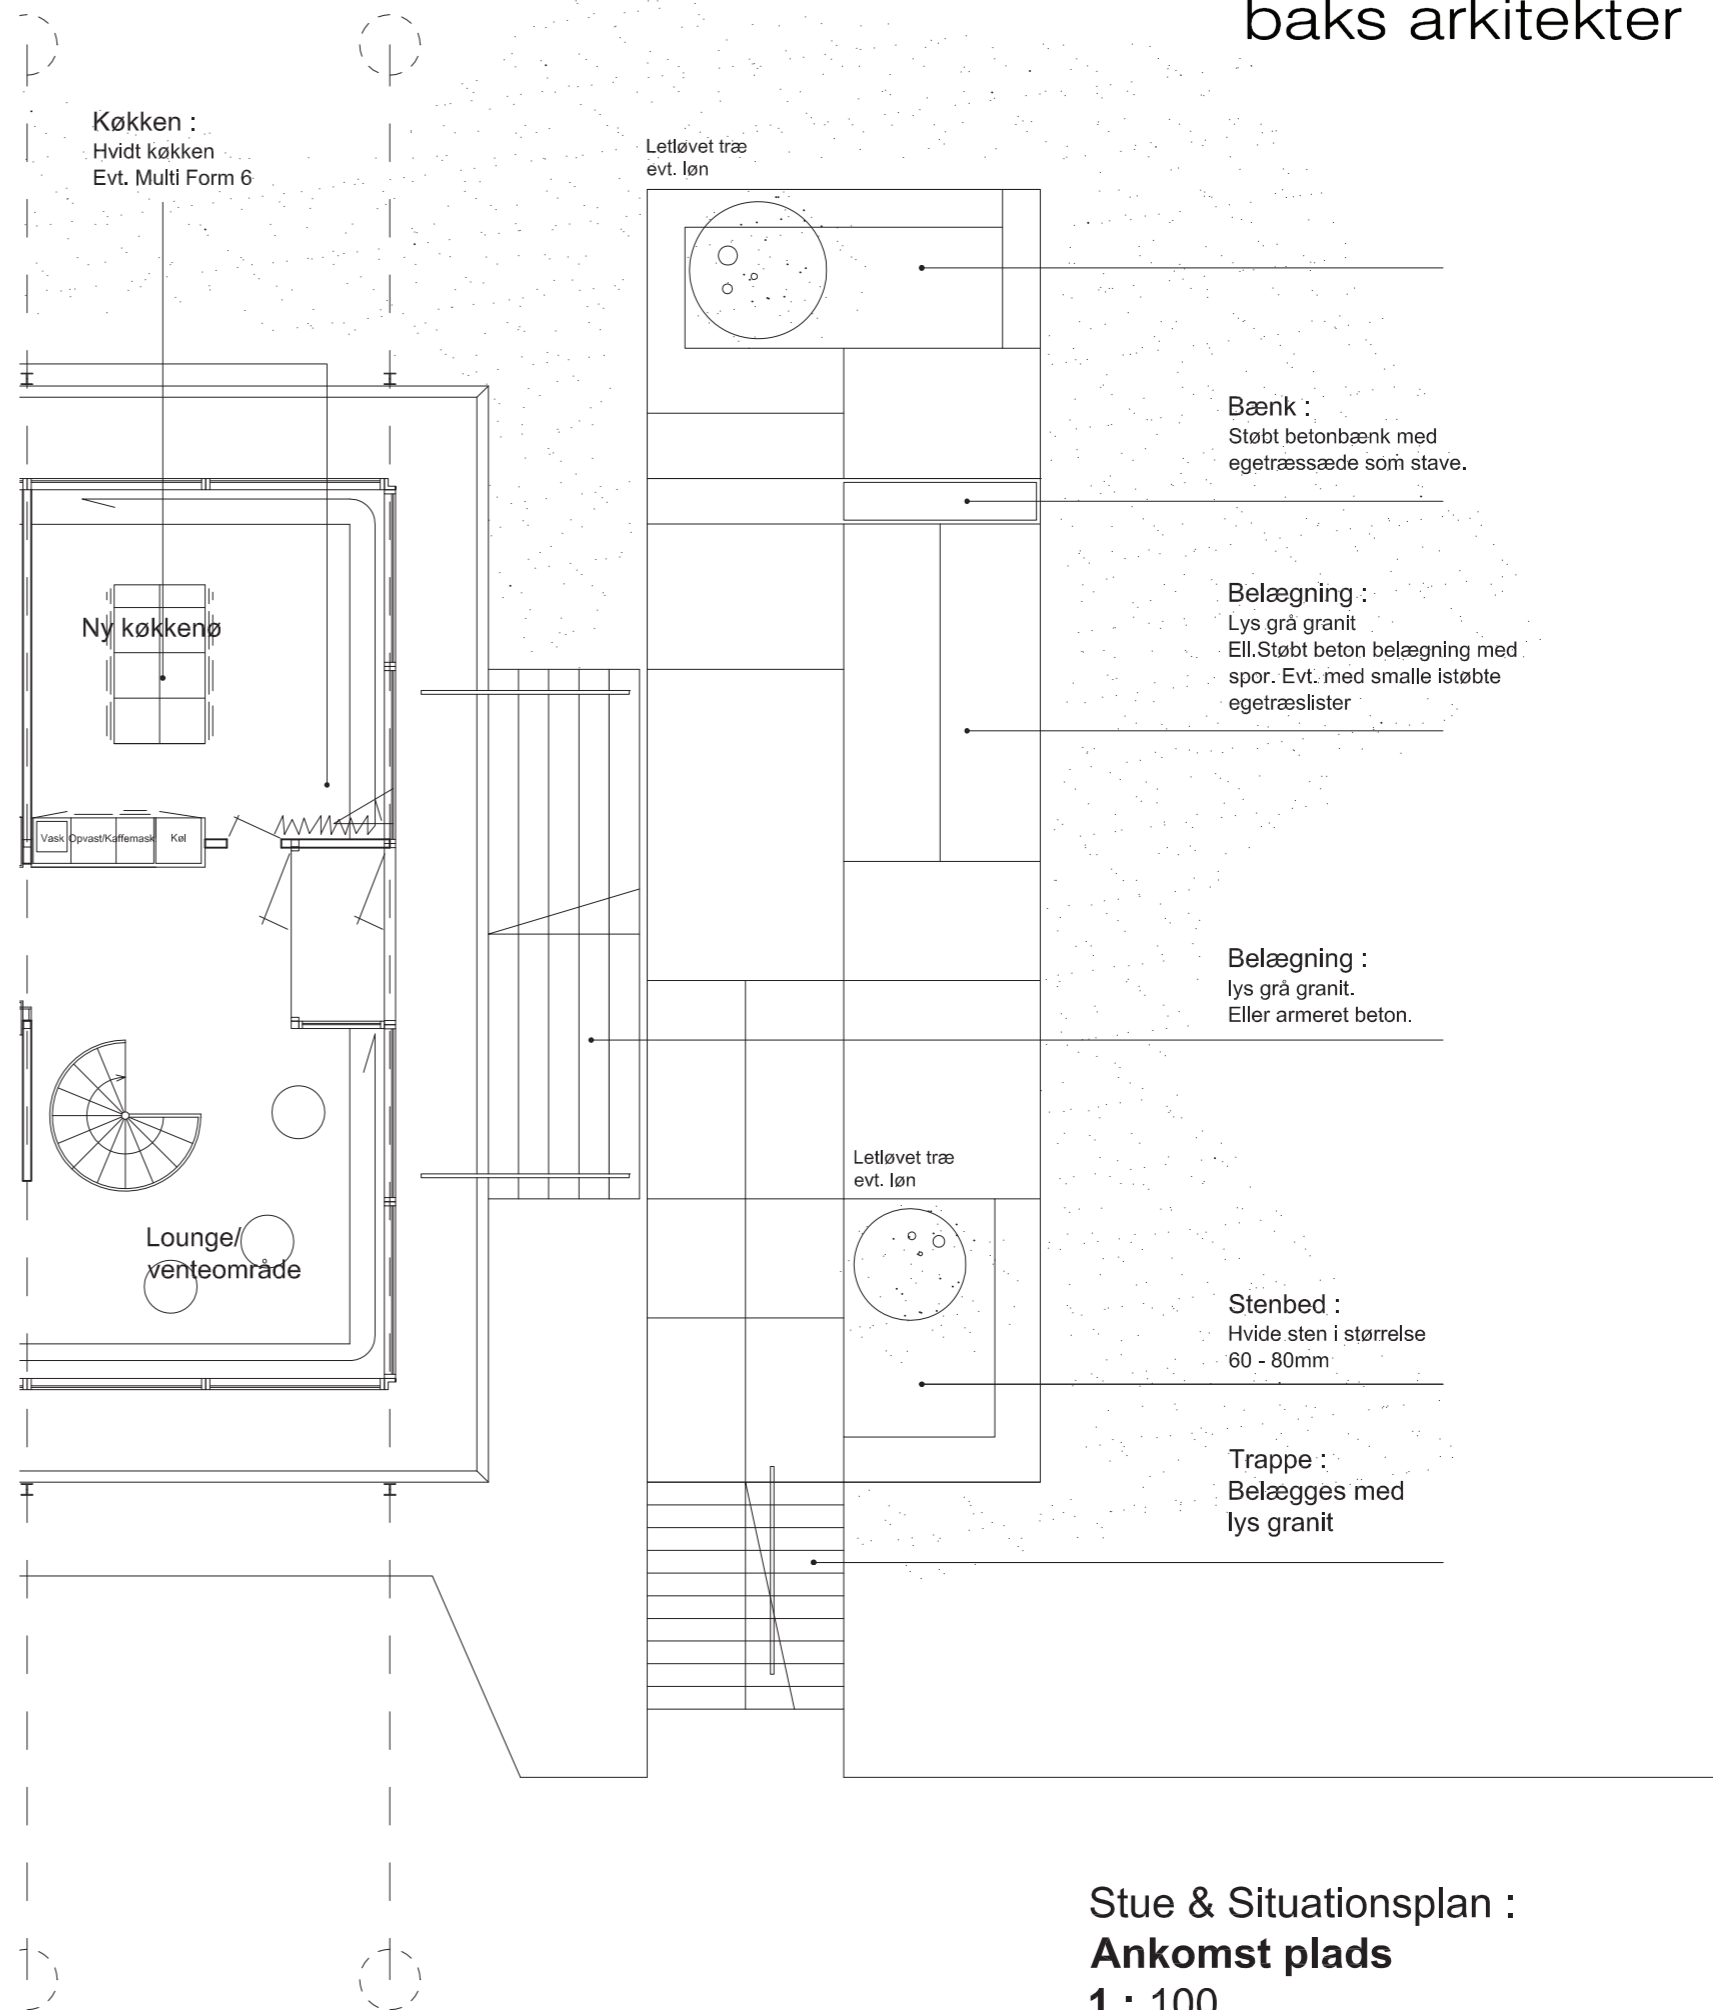 baks arkitekter
Køkken :
Hvidt køkken
Evt. Multi Form 6
Letløvet træ
evt. løn
Bænk :
Støbt betonbænk med
egetræssæde som stave.
Ny køkkenø
Belægning :
Lys grå granit
Ell.Støbt beton belægning med
spor. Evt. med smalle istøbte
egetræslister
Vask Opvast/Kaffemask Køl
Belægning :
lys grå granit.
Eller armeret beton.
Letløvet træ
evt. løn
Lounge/
venteområde
Stenbed :
Hvide sten i størrelse
60 - 80mm
Trappe :
Belægges med
lys granit
Stue & Situationsplan :
Ankomst plads
1 : 100